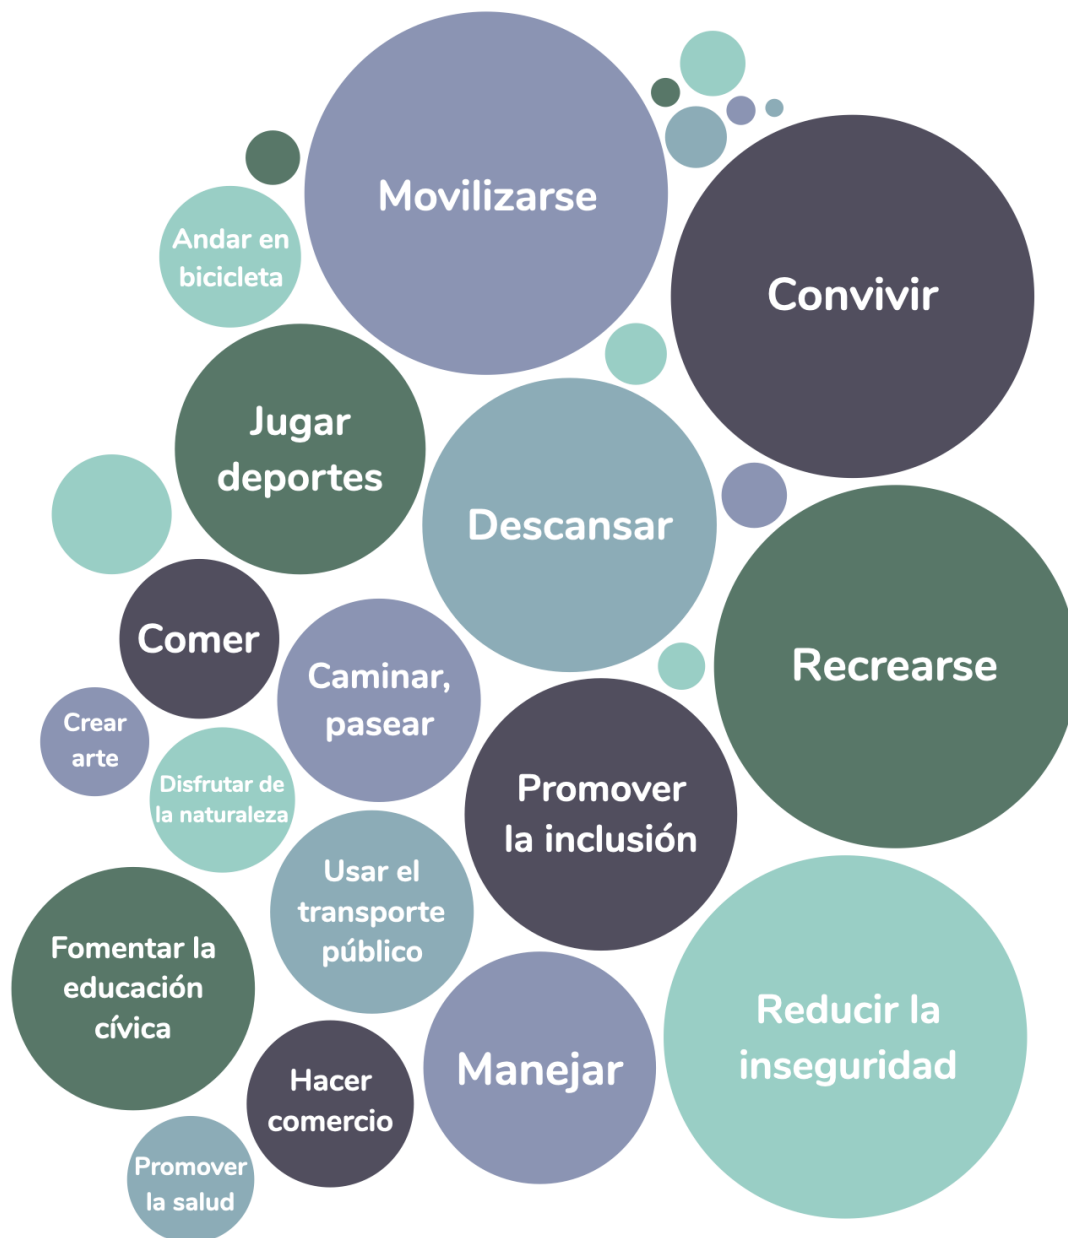 Movilizarse
Andar en
bicicleta
Convivir
Jugar
deportes
Descansar
Comer
Caminar,
pasear
Recrearse
Crear
arte
Disfrutar de
la naturaleza
Promover
la inclusión
Usar el
transporte
público
Fomentar la
educación
cívica
Reducir la
inseguridad
Manejar
Hacer
comercio
Promover
la salud